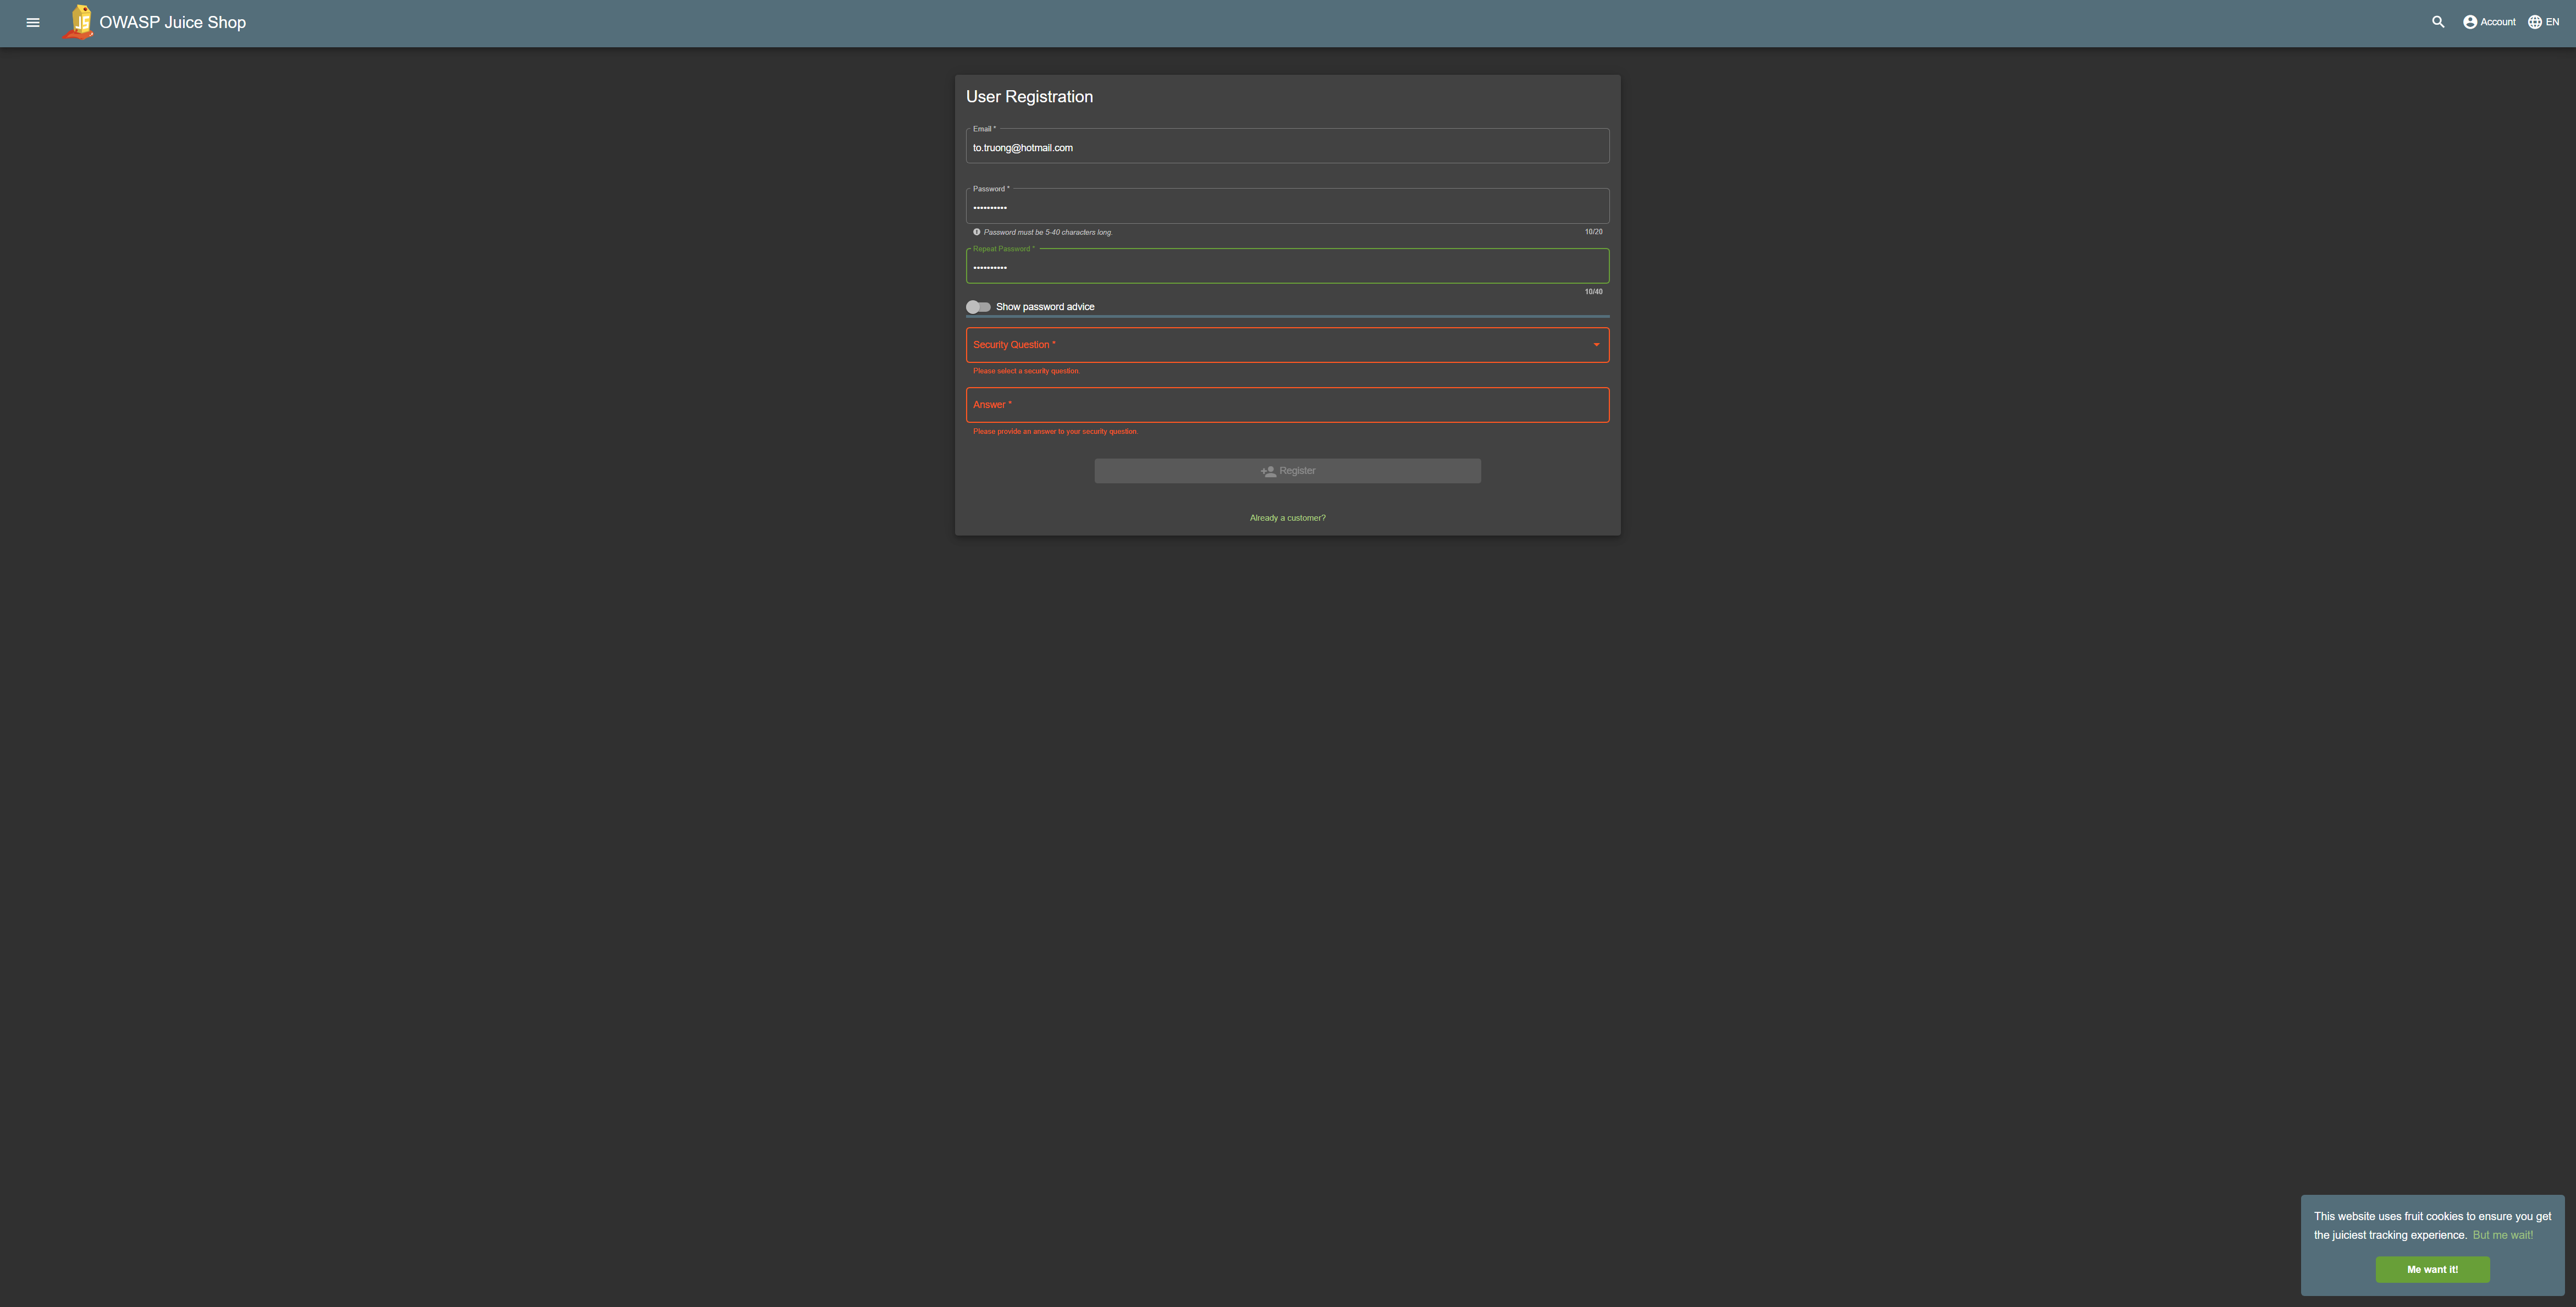 OWASP Juice Shop
Account
EN
User Registration
Email *
to.truong@hotmail.com
Password *
••••••••••
Password must be 5-40 characters long.
10/20
Repeat Password *
••••••••••
10/40
Show password advice
Security Question *
Please select a security question.
Answer *
Please provide an answer to your security question.
Register
Already a customer?
This website uses fruit cookies to ensure you get
the juiciest tracking experience. But me wait!
Me want it!